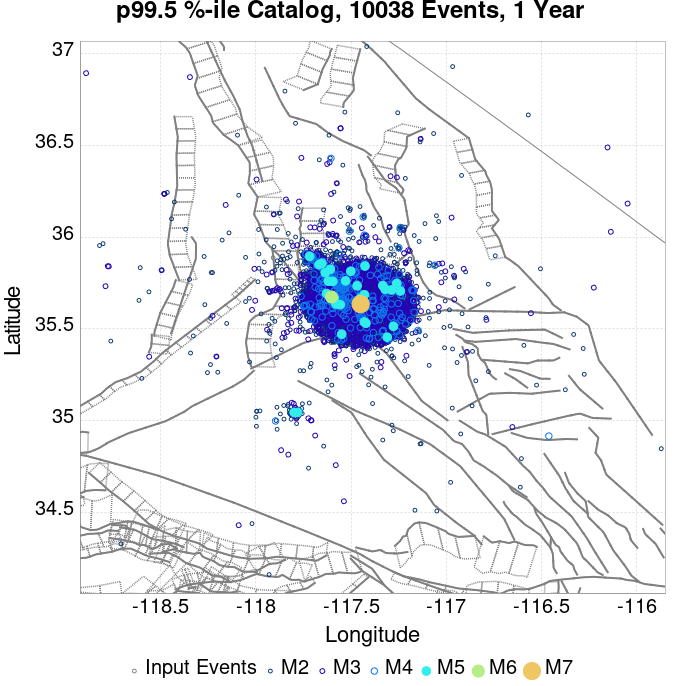 p99.5 %-ile Catalog, 10038 Events, 1 Year
37
36.5
36
35.5
35
34.5
Latitude
-118.5 -118 -117.5 -117 -116.5 -116
Longitude
Input Events M2 M3 M4 M5 M6 M7